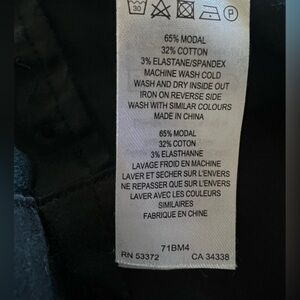 30
P
65% MODAL
32% COTTON
3% ELASTANE/SPANDEX
MACHINE WASH COLD
WASH AND DRY INSIDE OUT
IRON ON REVERSE SIDE
WASH WITH SIMILAR COLOURS
MADE IN CHINA
65% MODAL
32% COTTON
3% ELASTHANNE
LAVAGE FROID EN MACHINE
LAVER ET SECHER SUR L'ENVERS
NE REPASSER QUE SUR L'ENVERS
LAVER AVEC LES COULEURS
SIMILAIRES
FABRIQUE EN CHINE
71BM4
RN 53372 CA 34338